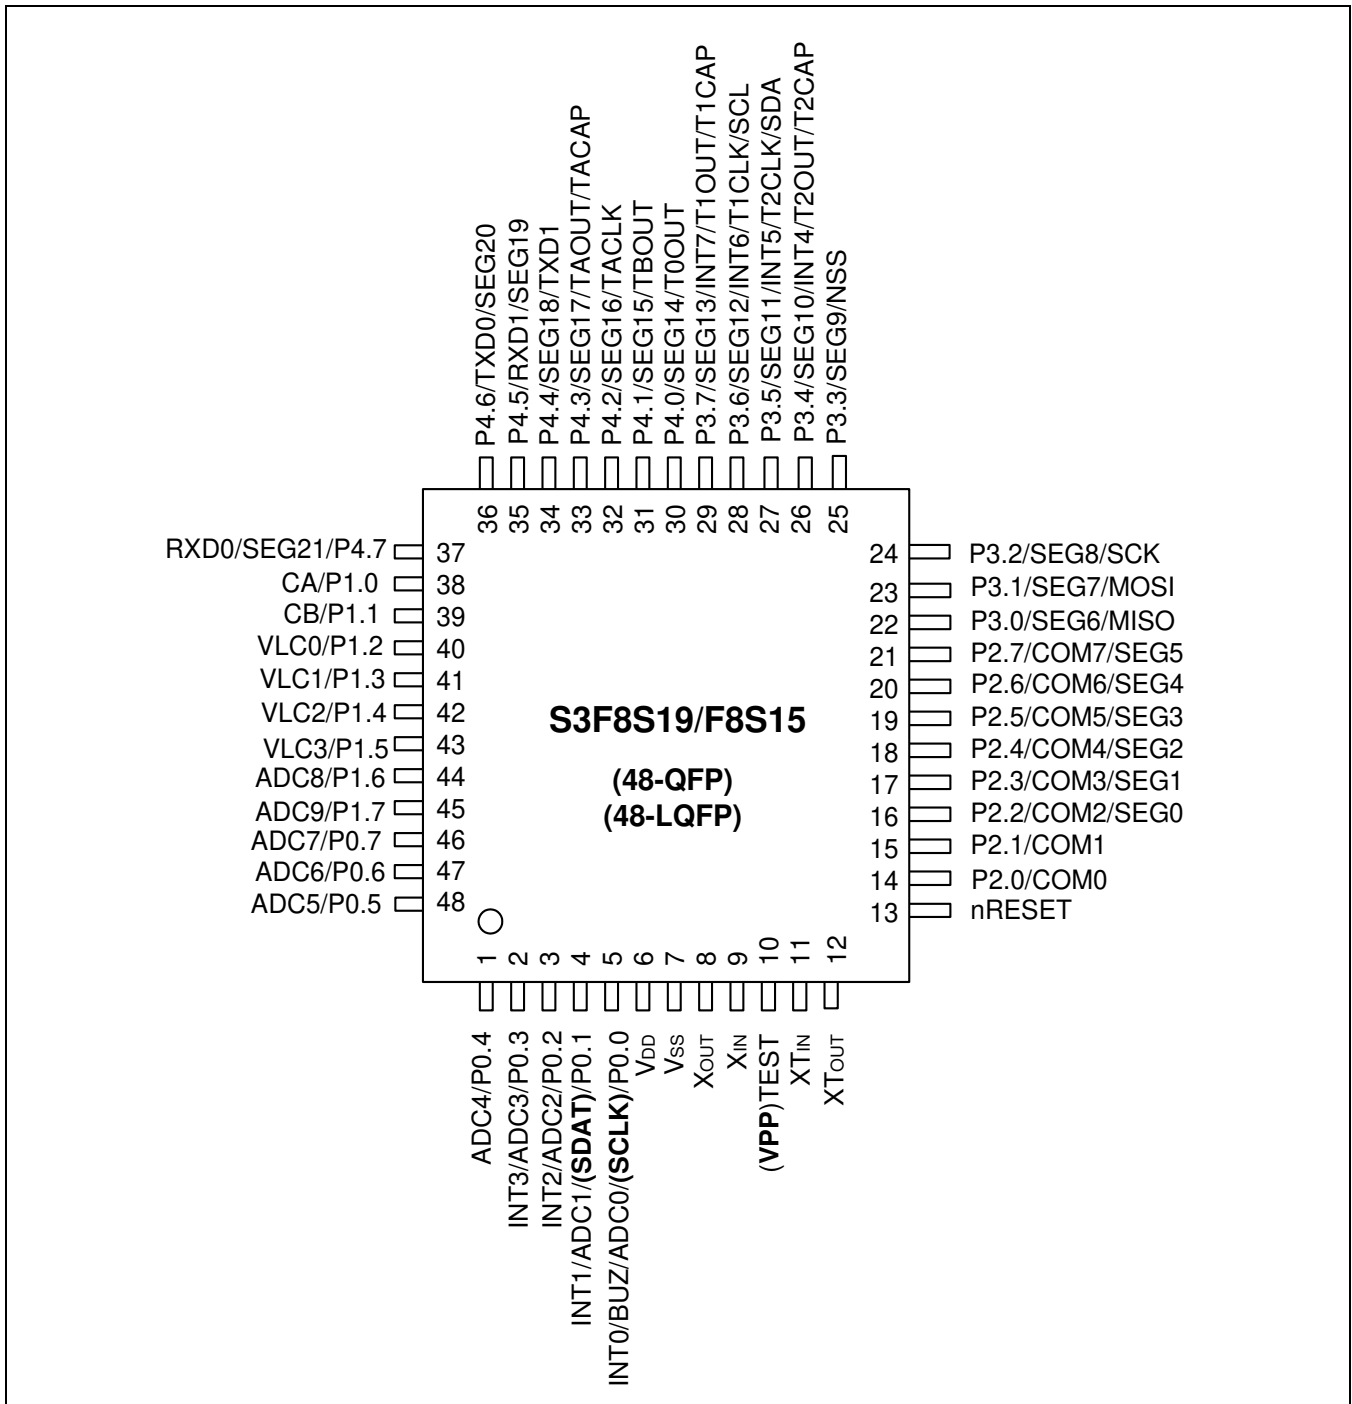 P4.6/TXD0/SEG20
P4.5/RXD1/SEG19
P4.4/SEG18/TXD1
P4.3/SEG17/TAOUT/TACAP
P4.2/SEG16/TACLK
P4.1/SEG15/TBOUT
P4.0/SEG14/T0OUT
P3.7/SEG13/INT7/T1OUT/T1CAP
P3.6/SEG12/INT6/T1CLK/SCL
P3.5/SEG11/INT5/T2CLK/SDA
P3.4/SEG10/INT4/T2OUT/T2CAP
P3.3/SEG9/NSS
36
35
34
33
32
31
30
29
28
27
26
25
RXD0/SEG21/P4.7 37
CA/P1.0 38
CB/P1.1 39
VLC0/P1.2 40
VLC1/P1.3 41
VLC2/P1.4 42
VLC3/P1.5 43
ADC8/P1.6 44
ADC9/P1.7 45
ADC7/P0.7 46
ADC6/P0.6 47
ADC5/P0.5 48
S3F8S19/F8S15
(48-QFP)
(48-LQFP)
24 P3.2/SEG8/SCK
23 P3.1/SEG7/MOSI
22 P3.0/SEG6/MISO
21 P2.7/COM7/SEG5
20 P2.6/COM6/SEG4
19 P2.5/COM5/SEG3
18 P2.4/COM4/SEG2
17 P2.3/COM3/SEG1
16 P2.2/COM2/SEG0
15 P2.1/COM1
14 P2.0/COM0
13 nRESET
1
2
3
4
5
6
7
8
9
10
11
12
ADC4/P0.4
INT3/ADC3/P0.3
INT2/ADC2/P0.2
INT1/ADC1/(SDAT)/P0.1
INT0/BUZ/ADC0/(SCLK)/P0.0
VDD
VSS
XOUT
XIN
(VPP)TEST
XTIN
XTOUT